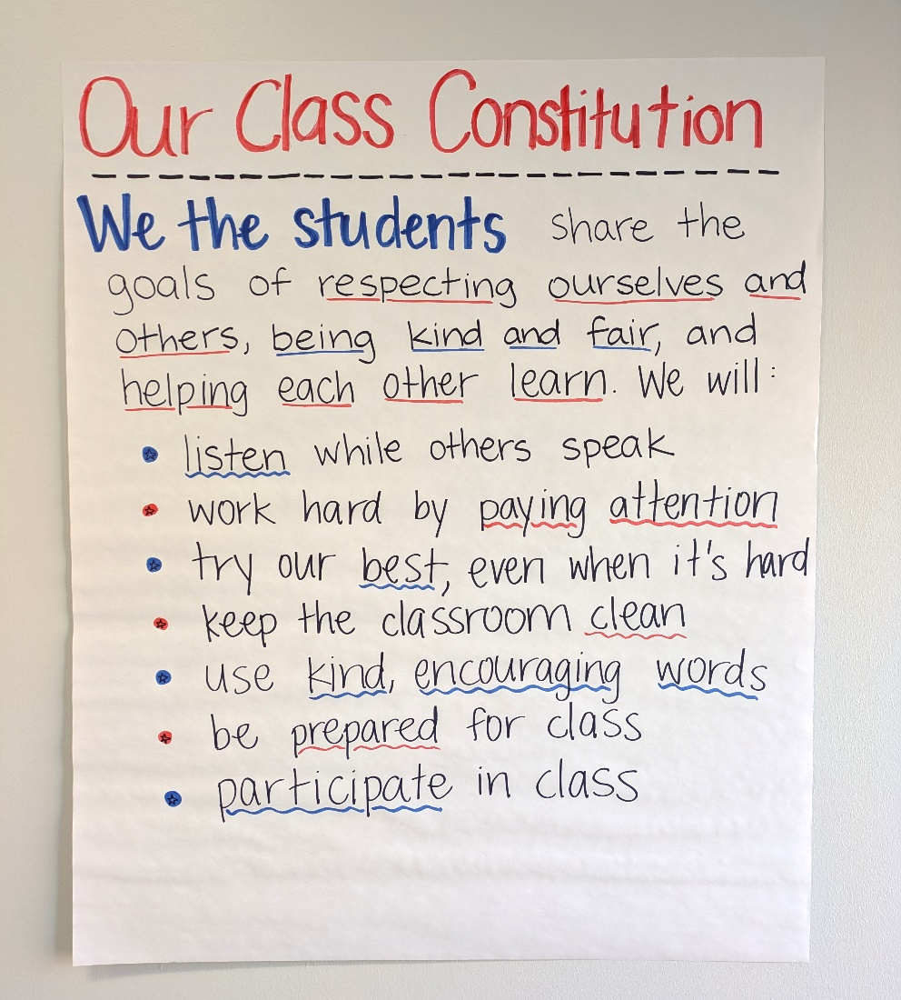 Our Class Constitution
We the students share the
goals of respecting ourselves and
others, being kind and fair, and
helping each other learn. We will:
listen while others speak
work hard by paying attention
try our best, even when it's hard
keep the classroom clean
use kind, encouraging words
be prepared for class
participate in class